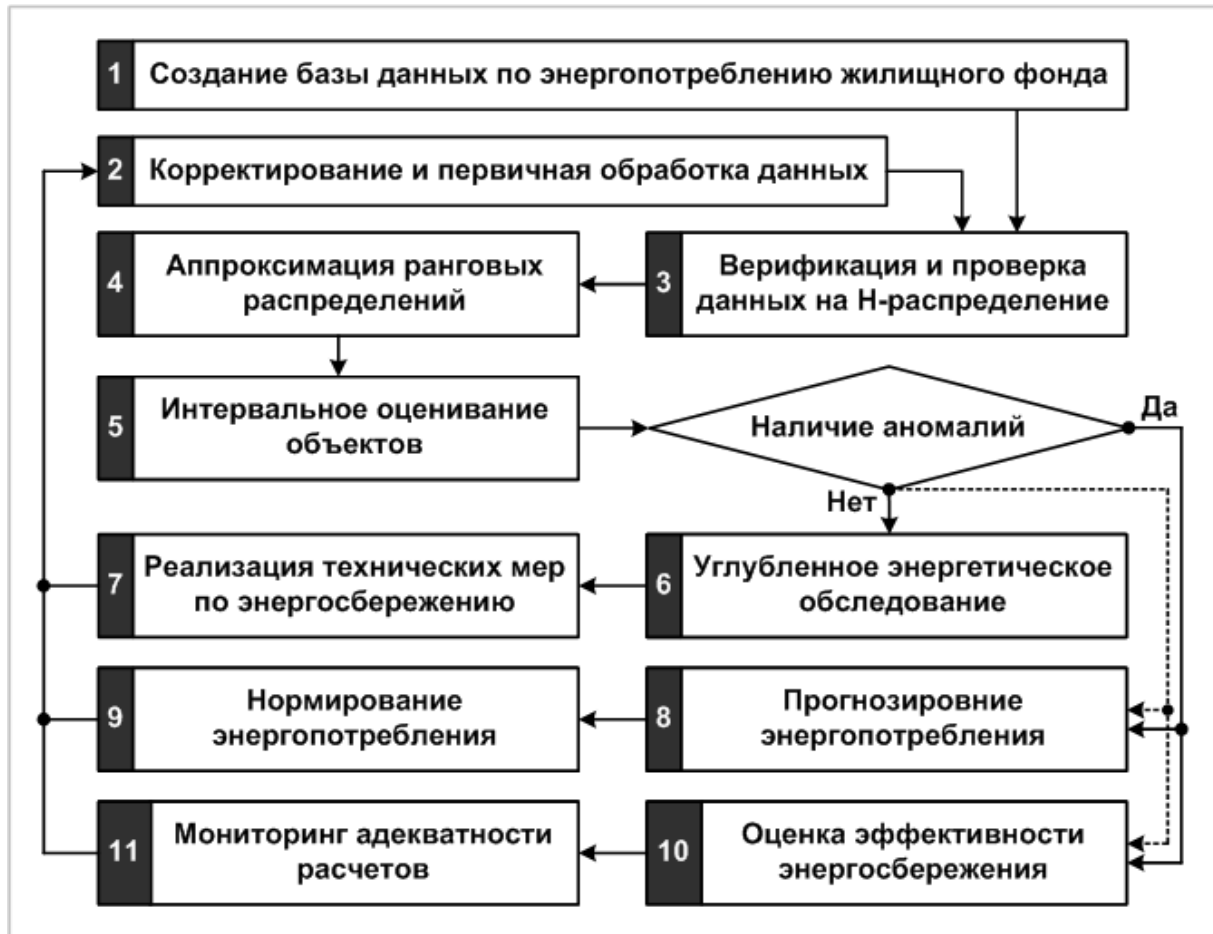 1 Создание базы данных по энергопотреблению жилищного фонда
2 Корректирование и первичная обработка данных
4 Аппроксимация ранговых
распределений
3 Верификация и проверка
данных на Н-распределение
5 Интервальное оценивание
объектов
Наличие аномалий
Да
Нет
7 Реализация технических мер
по энергосбережению
6 Углубленное энергетическое
обследование
9 Нормирование
энергопотребления
8 Прогнозировние
энергопотребления
11 Мониторинг адекватности
расчетов
10 Оценка эффективности
энергосбережения